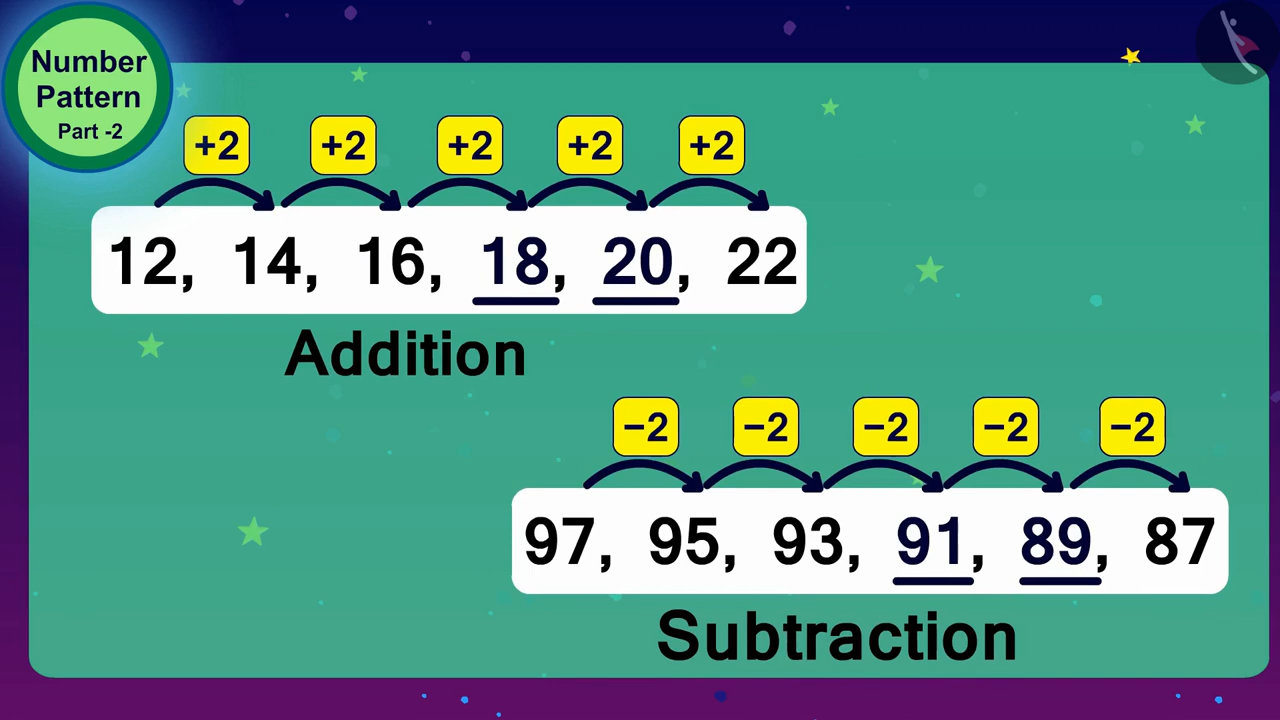 Number
Pattern
Part -2
+2 +2 +2 +2 +2
12, 14, 16, 18, 20, 22
Addition
−2 −2 −2 −2 −2
97, 95, 93, 91, 89, 87
Subtraction